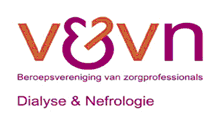 v&vn
Beroepsvereniging van zorgprofessionals
Dialyse & Nefrologie